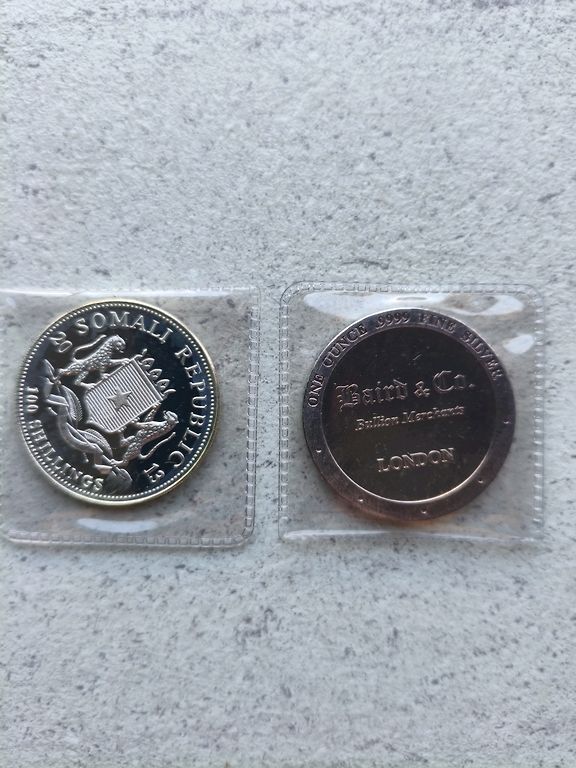 SOMALI REPUBLIC
20
12
100 SHILLINGS
ONE OUNCE .9999 FINE SILVER
Baird & Co.
Bullion Merchants
LONDON